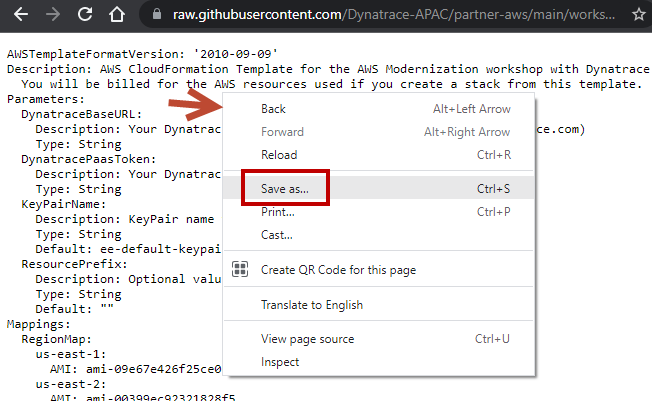 raw.githubusercontent.com/Dynatrace-APAC/partner-aws/main/works...
AWSTemplateFormatVersion: '2010-09-09'
Description: AWS CloudFormation Template for the AWS Modernization workshop with Dynatrace
You will be billed for the AWS resources used if you create a stack from this template.
Parameters:
DynatraceBaseURL:
Description: Your Dynatrac ce.com)
Type: String
DynatracePaasToken:
Description: Your Dynatrac
Type: String
KeyPairName:
Description: KeyPair name
Type: String
Default: ee-default-keypai
ResourcePrefix:
Description: Optional valu
Type: String
Default: ""
Mappings:
RegionMap:
us-east-1:
AMI: ami-09e67e426f25ce0
us-east-2:
AMI: ami-00399ec92321828f5
Back Alt+Left Arrow
Forward Alt+Right Arrow
Reload Ctrl+R
Save as... Ctrl+S
Print... Ctrl+P
Cast...
Create QR Code for this page
Translate to English
View page source Ctrl+U
Inspect